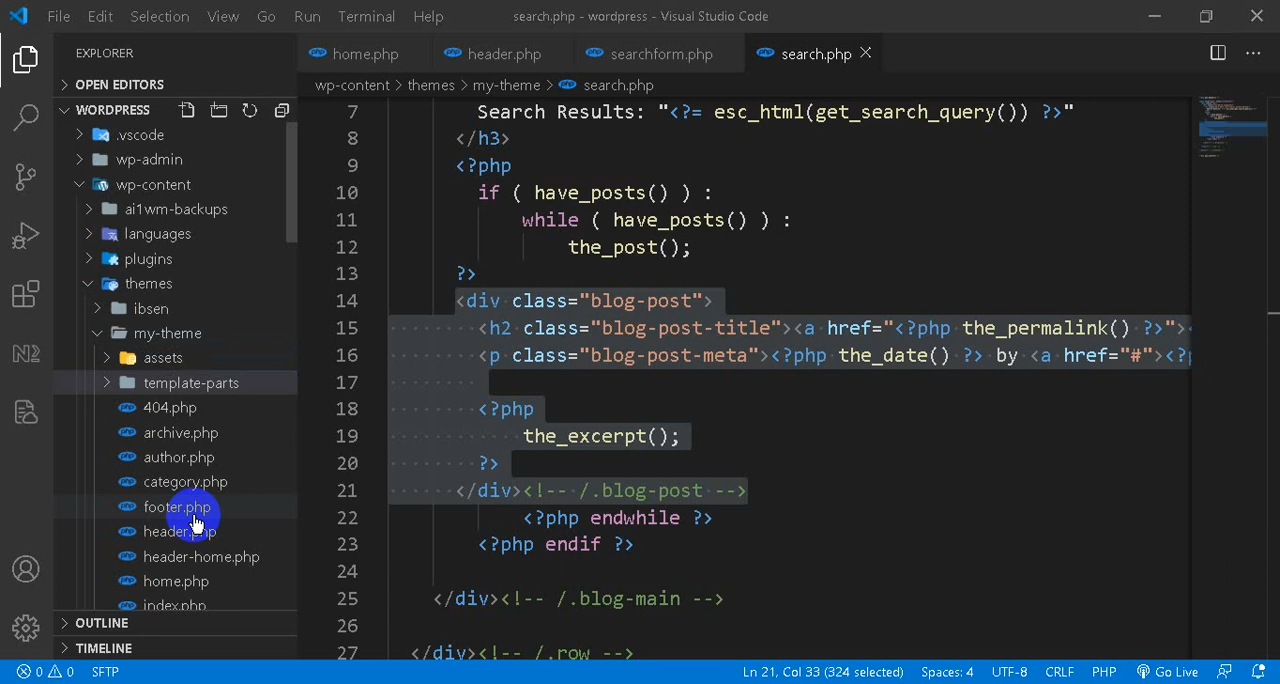 File Edit Selection View Go Run Terminal Help search.php - wordpress - Visual Studio Code
EXPLORER
OPEN EDITORS
WORDPRESS
.vscode
wp-admin
wp-content
ai1wm-backups
languages
plugins
themes
ibsen
my-theme
assets
template-parts
404.php
archive.php
author.php
category.php
footer.php
header.php
header-home.php
home.php
index.php
OUTLINE
TIMELINE
home.php header.php searchform.php search.php
wp-content > themes > my-theme > search.php
7 Search Results: "<?= esc_html(get_search_query()) ?>"
8 </h3>
9 <?php
10 if ( have_posts() ) :
11 while ( have_posts() ) :
12 the_post();
13 ?>
14 <div class="blog-post">
15 <h2 class="blog-post-title"><a href="<?php the_permalink() ?>"><
16 <p class="blog-post-meta"><?php the_date() ?> by <a href="#"><?p
17
18 <?php
19 the_excerpt();
20 ?>
21 </div><!-- /.blog-post -->
22 <?php endwhile ?>
23 <?php endif ?>
24
25 </div><!-- /.blog-main -->
26
27 </div><!-- /.row -->
0 0 SFTP Ln 21, Col 33 (324 selected) Spaces: 4 UTF-8 CRLF PHP Go Live